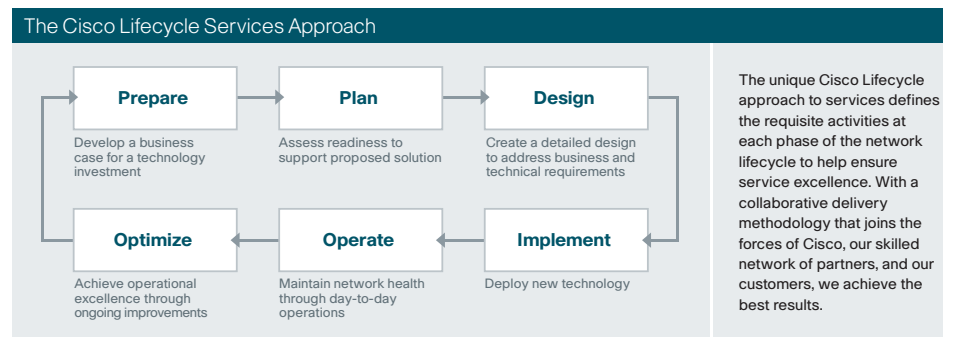 The Cisco Lifecycle Services Approach
Prepare
Develop a business
case for a technology
investment
Plan
Assess readiness to
support proposed solution
Design
Create a detailed design
to address business and
technical requirements
Optimize
Achieve operational
excellence through
ongoing improvements
Operate
Maintain network health
through day-to-day
operations
Implement
Deploy new technology
The unique Cisco Lifecycle
approach to services defines
the requisite activities at
each phase of the network
lifecycle to help ensure
service excellence. With a
collaborative delivery
methodology that joins the
forces of Cisco, our skilled
network of partners, and our
customers, we achieve the
best results.